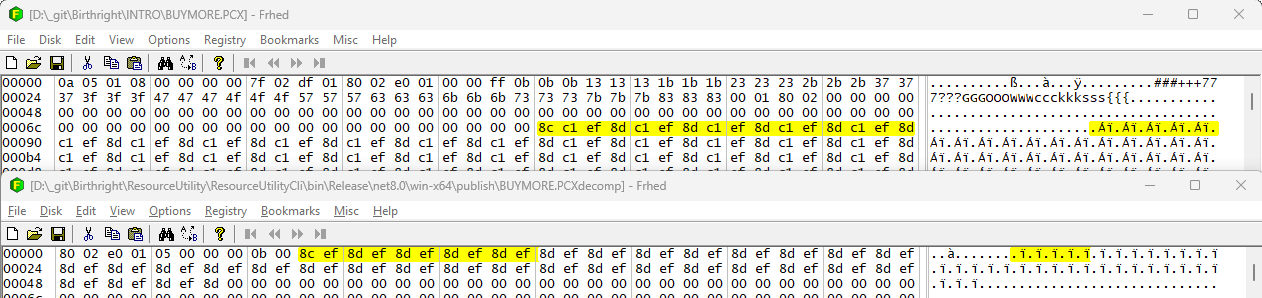 [D:\_git\Birthright\INTRO\BUYMORE.PCX] - Frhed
File Disk Edit View Options Registry Bookmarks Misc Help
00000 0a 05 01 08 00 00 00 00 7f 02 df 01 80 02 e0 01 00 00 ff 0b 0b 0b 13 13 13 1b 1b 1b 23 23 23 2b 2b 2b 37 37 ..........ß...à...ÿ.........###+++77
00024 37 3f 3f 3f 47 47 47 4f 4f 4f 57 57 57 63 63 63 6b 6b 6b 73 73 73 7b 7b 7b 83 83 83 00 01 80 02 00 00 00 00 7???GGGOOOWWWccckkksss{{{...........
00048 00 00 00 00 00 00 00 00 00 00 00 00 00 00 00 00 00 00 00 00 00 00 00 00 00 00 00 00 00 00 00 00 00 00 00 00 ....................................
0006c 00 00 00 00 00 00 00 00 00 00 00 00 00 00 00 00 00 00 00 00 8c c1 ef 8d c1 ef 8d c1 ef 8d c1 ef 8d c1 ef 8d .....................Áï.Áï.Áï.Áï.Áï.
00090 c1 ef 8d c1 ef 8d c1 ef 8d c1 ef 8d c1 ef 8d c1 ef 8d c1 ef 8d c1 ef 8d c1 ef 8d c1 ef 8d c1 ef 8d c1 ef 8d Áï.Áï.Áï.Áï.Áï.Áï.Áï.Áï.Áï.Áï.Áï.Áï.
000b4 c1 ef 8d c1 ef 8d c1 ef 8d c1 ef 8d c1 ef 8d c1 ef 8d c1 ef 8d c1 ef 8d c1 ef 8d c1 ef 8d c1 ef 8d c1 ef 8d Áï.Áï.Áï.Áï.Áï.Áï.Áï.Áï.Áï.Áï.Áï.Áï.
[D:\_git\Birthright\ResourceUtility\ResourceUtilityCli\bin\Release\net8.0\win-x64\publish\BUYMORE.PCXdecomp] - Frhed
File Disk Edit View Options Registry Bookmarks Misc Help
00000 80 02 e0 01 05 00 00 00 0b 00 8c ef 8d ef 8d ef 8d ef 8d ef 8d ef 8d ef 8d ef 8d ef 8d ef 8d ef 8d ef 8d ef ..à........ï.ï.ï.ï.ï.ï.ï.ï.ï.ï.ï.ï.ï
00024 8d ef 8d ef 8d ef 8d ef 8d ef 8d ef 8d ef 8d ef 8d ef 8d ef 8d ef 8d ef 8d ef 8d ef 8d ef 8d ef 8d ef 8d ef .ï.ï.ï.ï.ï.ï.ï.ï.ï.ï.ï.ï.ï.ï.ï.ï.ï.ï
00048 8d ef 8d ef 8d ef 8d 00 00 00 00 00 00 00 00 00 00 00 00 00 00 00 00 00 00 00 00 00 00 00 00 00 00 00 00 00 .ï.ï.ï..............................